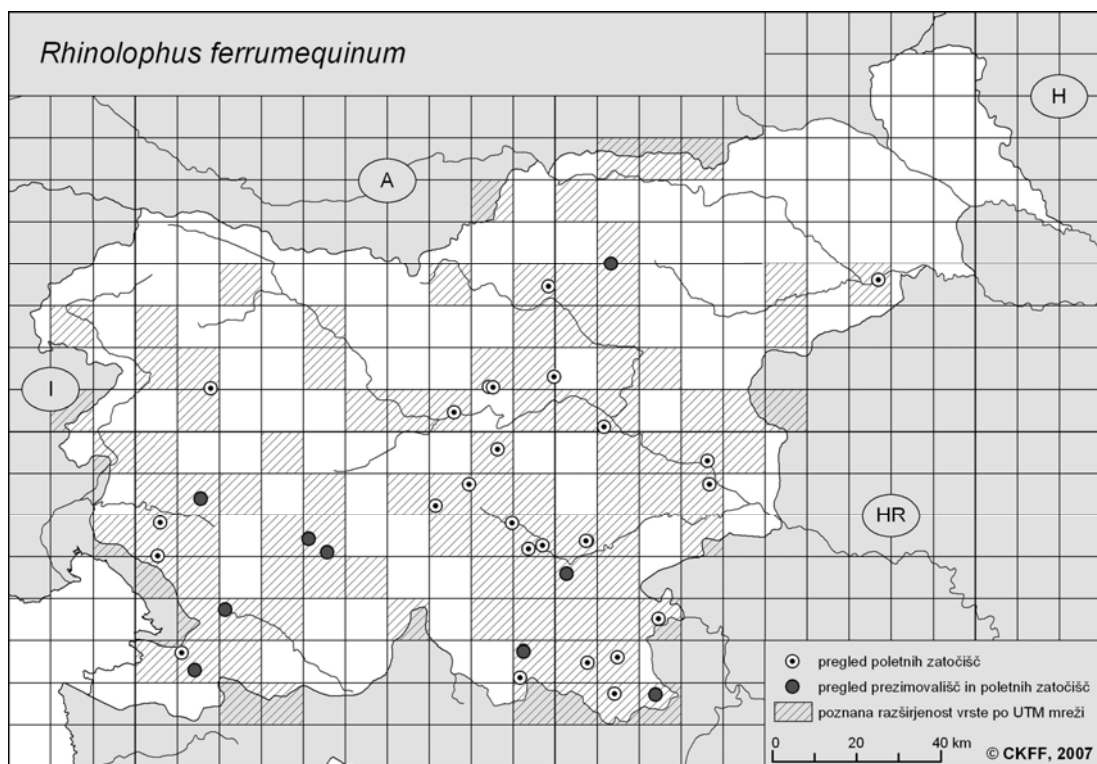 Rhinolophus ferrumequinum
H
A
I
HR
pregled poletnih zatočišč
pregled prezimovališč in poletnih zatočišč
poznana razširjenost vrste po UTM mreži
0 20 40 km
© CKFF, 2007